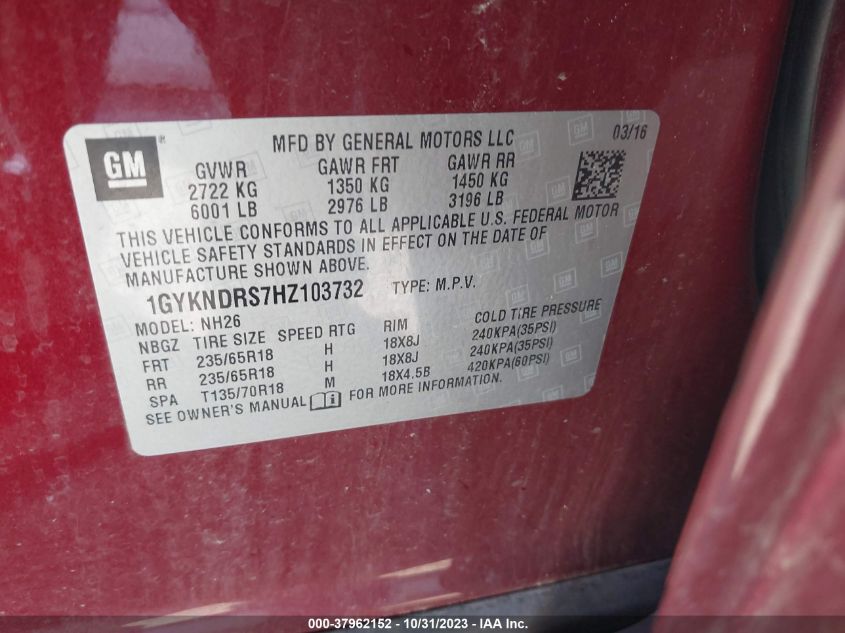 GM
MFD BY GENERAL MOTORS LLC 03/16
GVWR GAWR FRT GAWR RR
2722 KG 1350 KG 1450 KG
6001 LB 2976 LB 3196 LB
THIS VEHICLE CONFORMS TO ALL APPLICABLE U.S. FEDERAL MOTOR
VEHICLE SAFETY STANDARDS IN EFFECT ON THE DATE OF
MANUFACTURE SHOWN ABOVE.
1GYKNDRS7HZ103732 TYPE: M.P.V.
MODEL: NH26
NBGZ TIRE SIZE SPEED RTG RIM COLD TIRE PRESSURE
FRT 235/65R18 H 18X8J 240KPA(35PSI)
RR 235/65R18 H 18X8J 240KPA(35PSI)
SPA T135/70R18 M 18X4.5B 420KPA(60PSI)
SEE OWNER'S MANUAL FOR MORE INFORMATION.
000-37962152 - 10/31/2023 - IAA Inc.